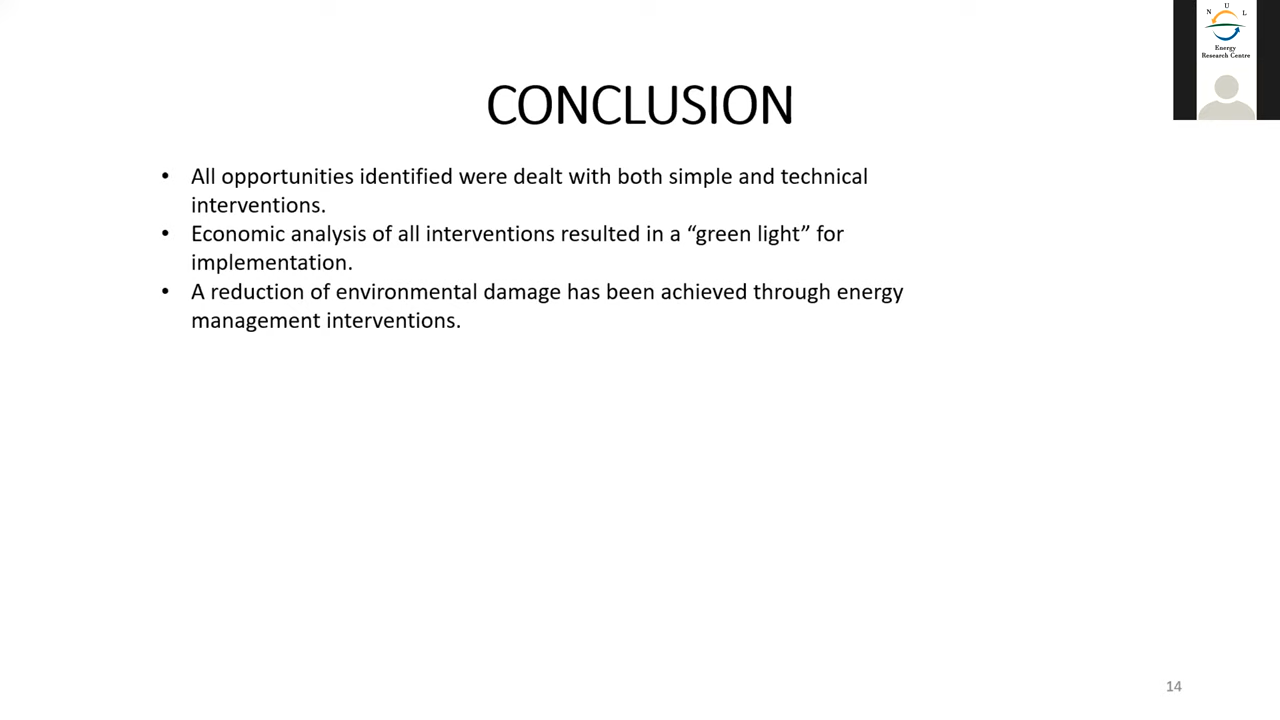 N U L
Energy
Research Centre
CONCLUSION
• All opportunities identified were dealt with both simple and technical
interventions.
• Economic analysis of all interventions resulted in a “green light” for
implementation.
• A reduction of environmental damage has been achieved through energy
management interventions.
14